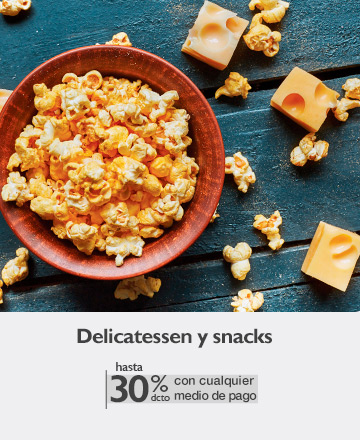 Delicatessen y snacks
hasta
30% dcto con cualquier
medio de pago